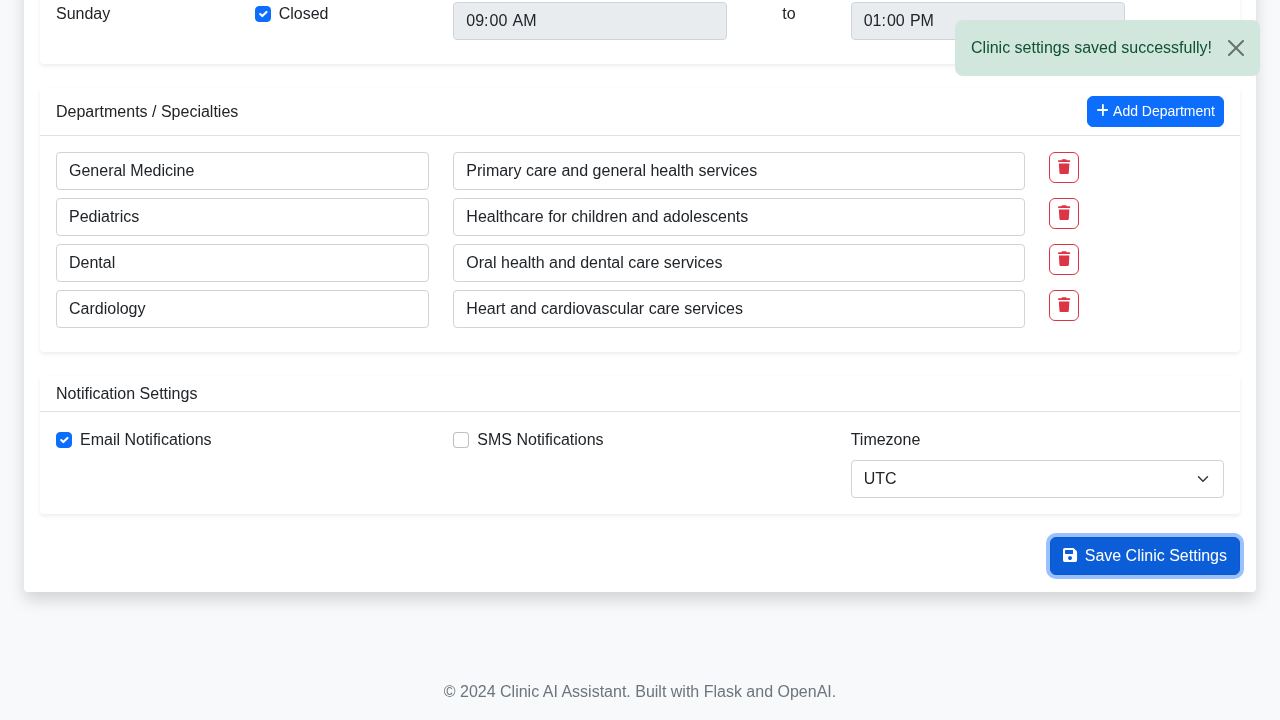 Sunday
Closed
09:00 AM
to
01:00 PM
Clinic settings saved successfully!
Departments / Specialties
Add Department
General Medicine
Primary care and general health services
Pediatrics
Healthcare for children and adolescents
Dental
Oral health and dental care services
Cardiology
Heart and cardiovascular care services
Notification Settings
Email Notifications
SMS Notifications
Timezone
UTC
Save Clinic Settings
© 2024 Clinic AI Assistant. Built with Flask and OpenAI.